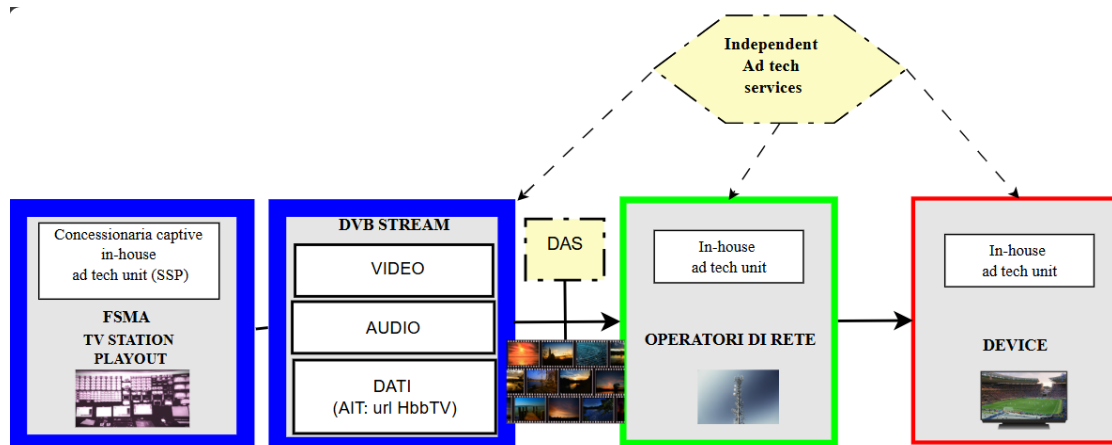 Independent
Ad tech
services
Concessionaria captive
in-house
ad tech unit (SSP)
FSMA
TV STATION
PLAYOUT
DVB STREAM
VIDEO
AUDIO
DATI
(AIT: url HbbTV)
DAS
In-house
ad tech unit
OPERATORI DI RETE
In-house
ad tech unit
DEVICE